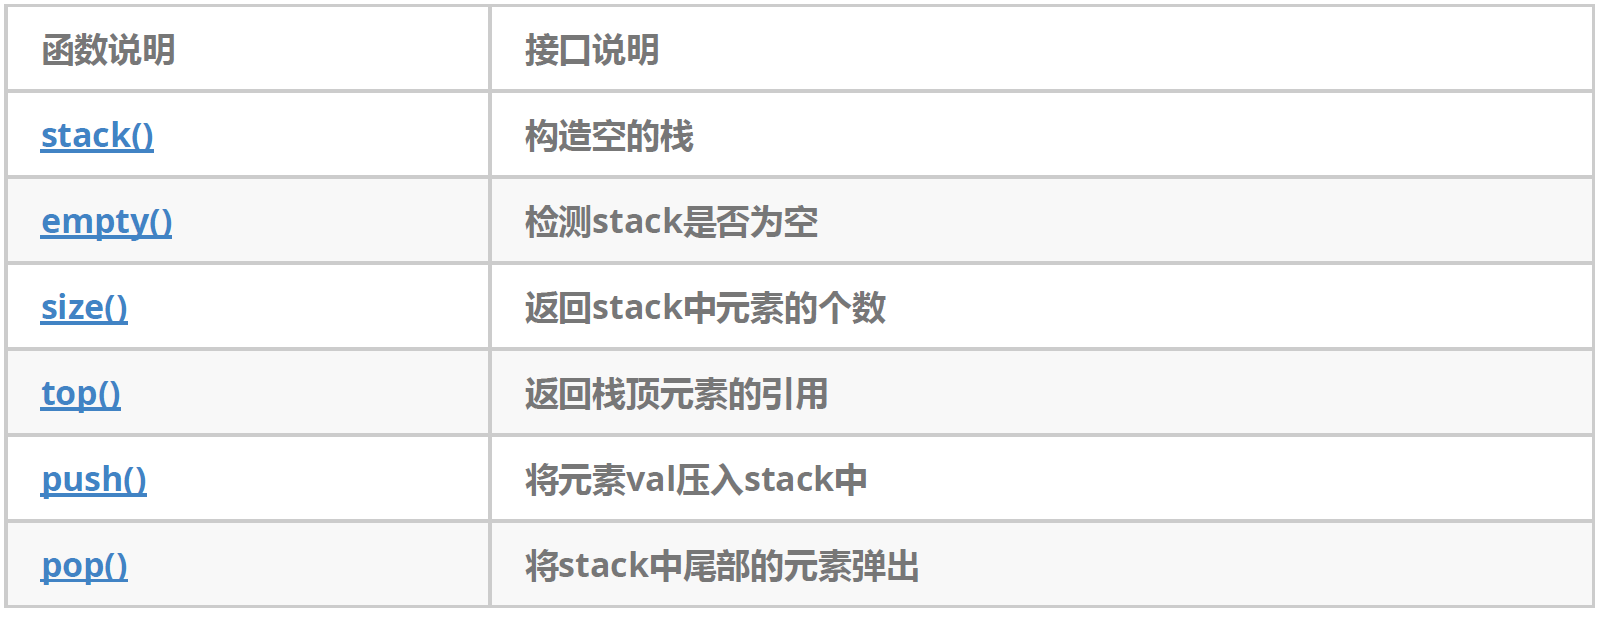 函数说明 接口说明
stack() 构造空的栈
empty() 检测stack是否为空
size() 返回stack中元素的个数
top() 返回栈顶元素的引用
push() 将元素val压入stack中
pop() 将stack中尾部的元素弹出